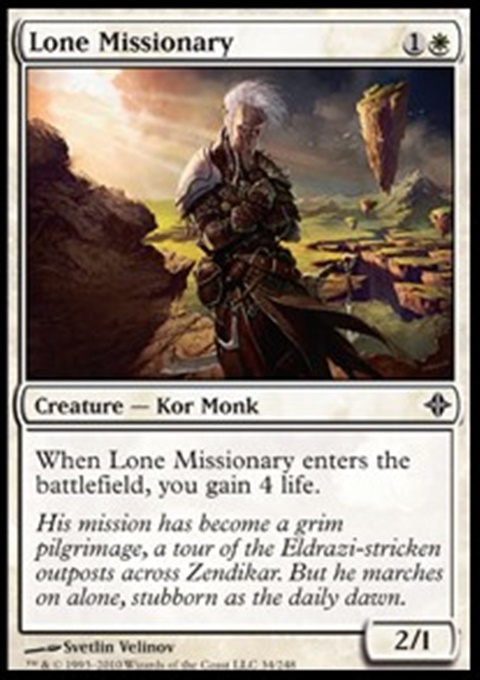 Lone Missionary 1
Creature — Kor Monk
When Lone Missionary enters the
battlefield, you gain 4 life.
His mission has become a grim
pilgrimage, a tour of the Eldrazi-stricken
outposts across Zendikar. But he marches
on alone, stubborn as the daily dawn.
Svetlin Velinov
2/1
™ & © 1993–2010 Wizards of the Coast LLC 34/248